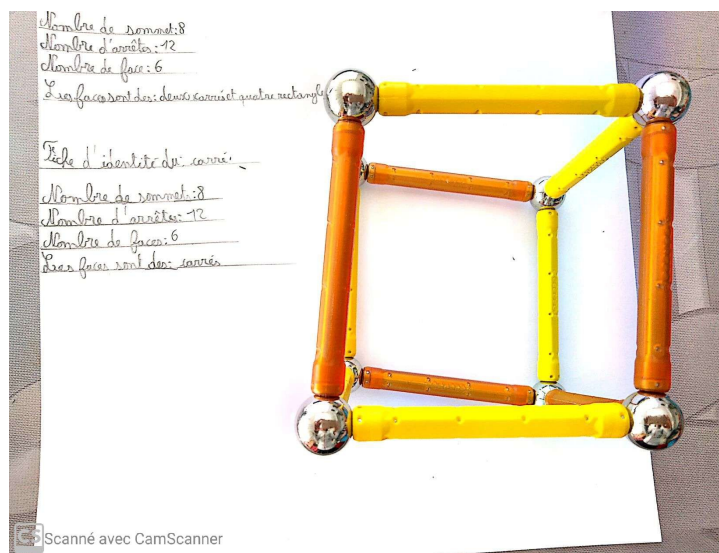 Nombre de sommet:8
Nombre d'arrêtes:12
Nombre de face:6
Les faces sont des: deux carrés et quatre rectangle
Fiche d'identité du carré.
Nombre de sommet:8
Nombre d'arrêtes:12
Nombre de faces:6
Les faces sont des: carrés
CS Scanné avec CamScanner